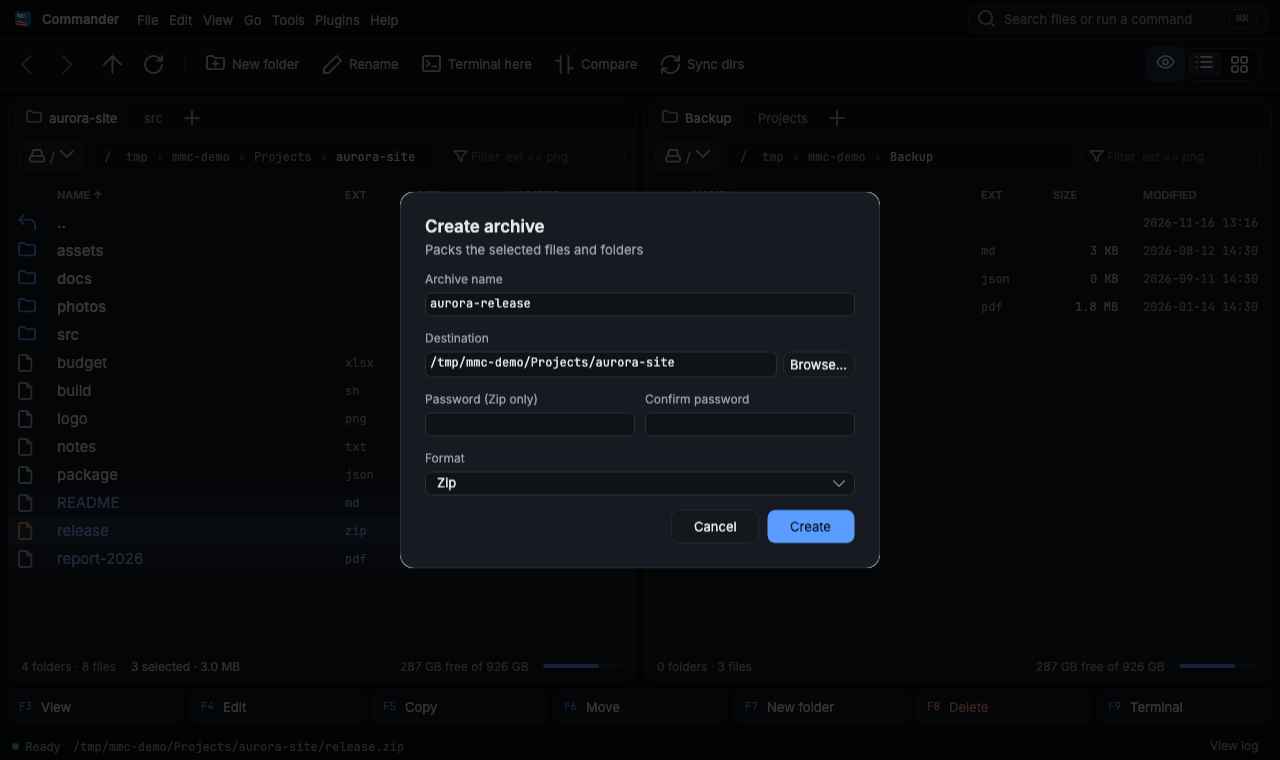 Commander File Edit View Go Tools Plugins Help Search files or run a command ⌘K
New folder Rename Terminal here Compare Sync dirs
aurora-site src
/ / tmp › mmc-demo › Projects › aurora-site Filter ext == png
NAME ↑ EXT
..
assets
docs
photos
src
budget xlsx
build sh
logo png
notes txt
package json
README md
release zip
report-2026 pdf
4 folders · 8 files 3 selected · 3.0 MB 287 GB free of 926 GB
Backup Projects
/ / tmp › mmc-demo › Backup Filter ext == png
EXT SIZE MODIFIED
2026-11-16 13:16
md 3 KB 2026-08-12 14:30
json 0 KB 2026-09-11 14:30
pdf 1.8 MB 2026-01-14 14:30
0 folders · 3 files 287 GB free of 926 GB
Create archive
Packs the selected files and folders
Archive name
aurora-release
Destination
/tmp/mmc-demo/Projects/aurora-site Browse...
Password (Zip only) Confirm password
Format
Zip
Cancel Create
F3 View F4 Edit F5 Copy F6 Move F7 New folder F8 Delete F9 Terminal
Ready /tmp/mmc-demo/Projects/aurora-site/release.zip View log